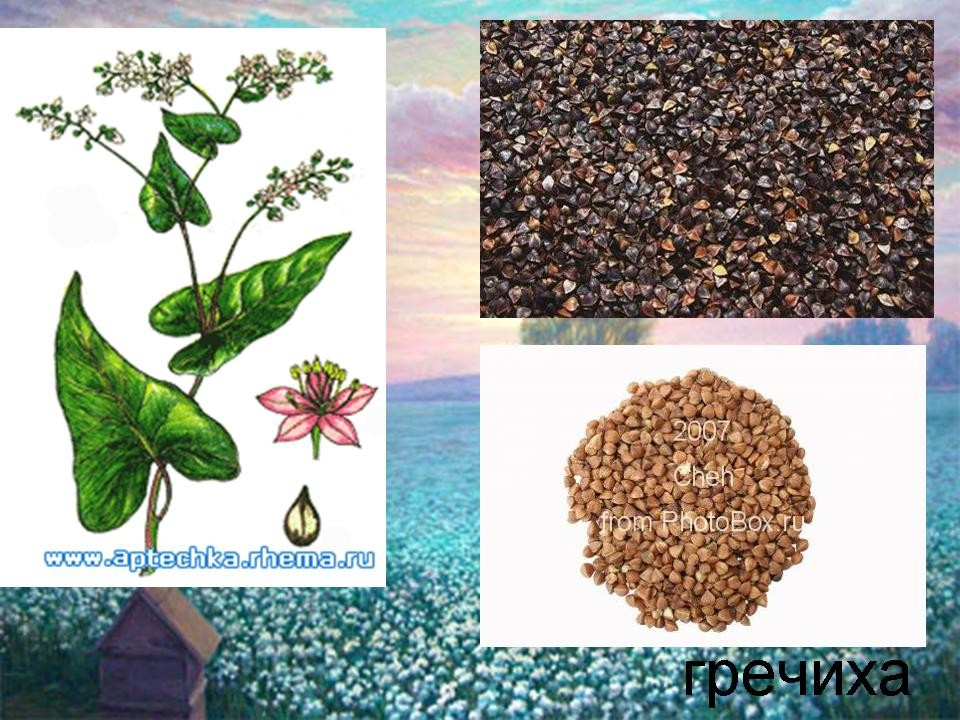 www.aptechka.rhema.ru
2007
Cheh
from PhotoBox.ru
гречиха